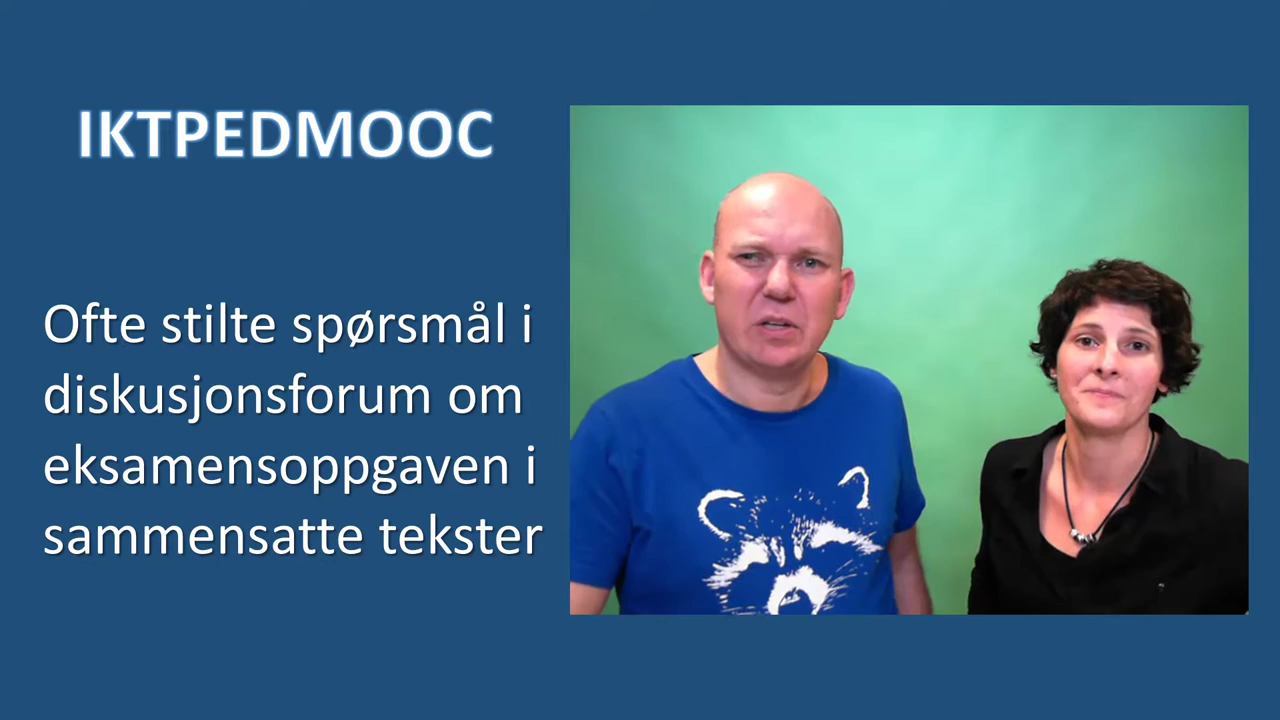 IKTPEDMOOC
Ofte stilte spørsmål i
diskusjonsforum om
eksamensoppgaven i
sammensatte tekster